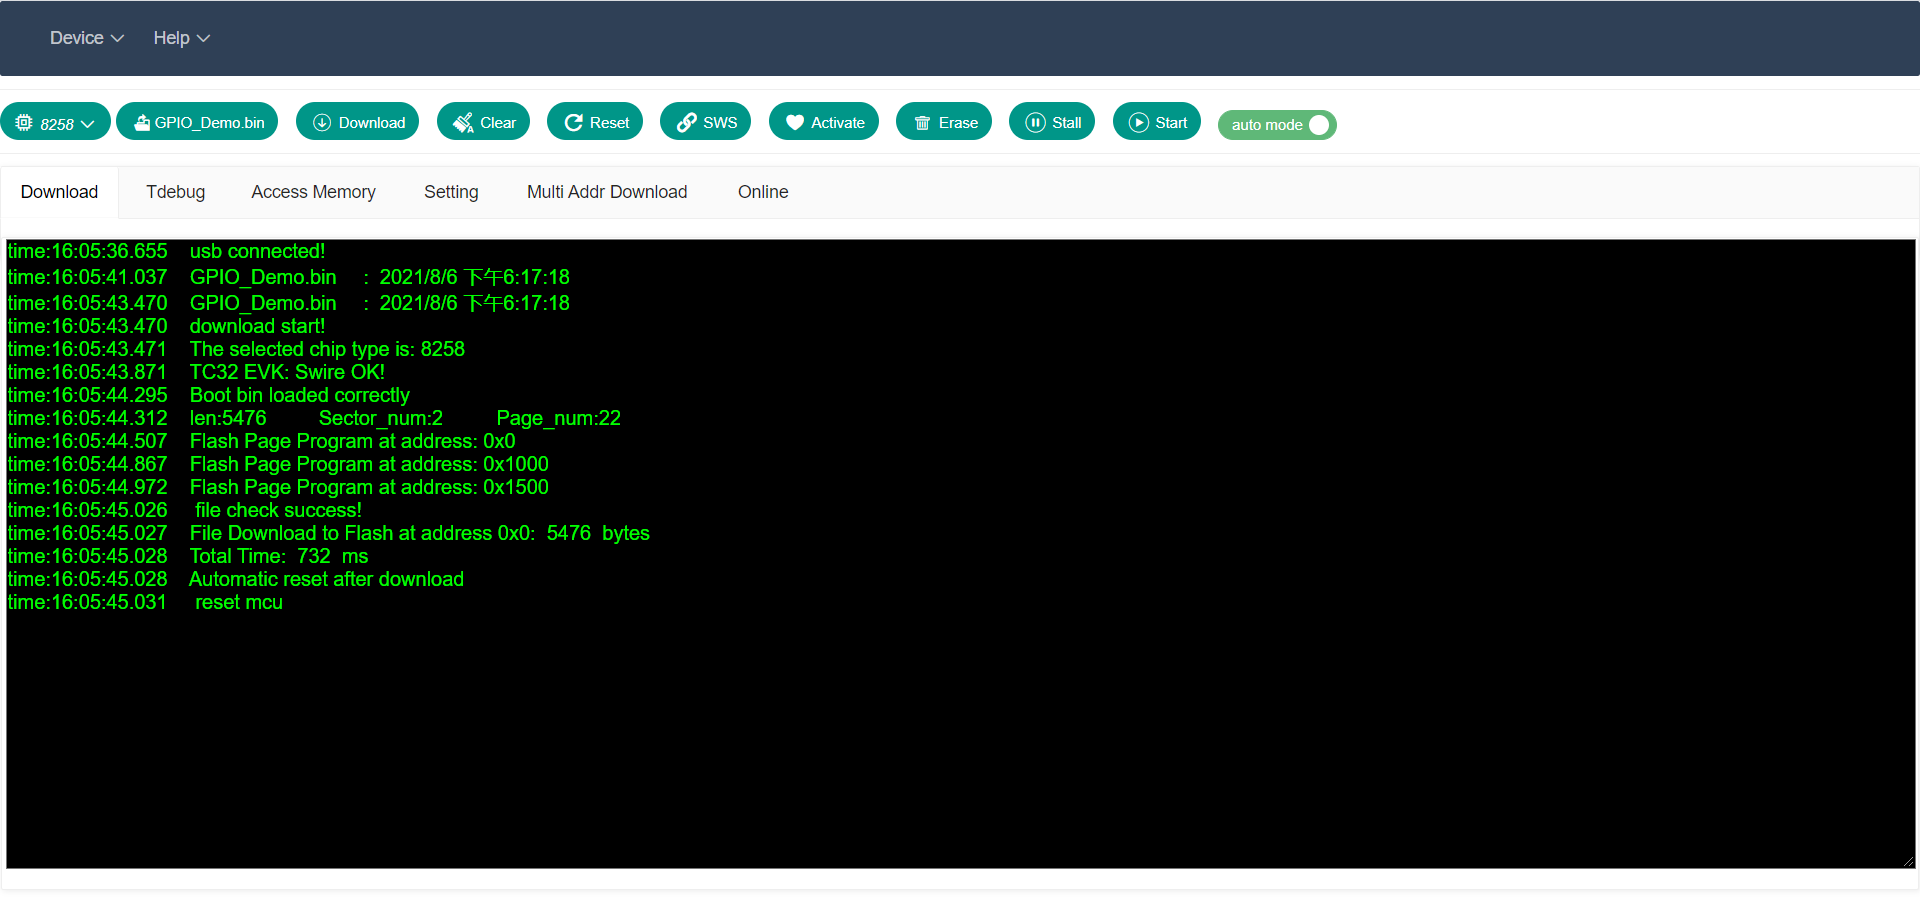 Device Help
8258 GPIO_Demo.bin Download Clear Reset SWS Activate Erase Stall Start auto mode
Download Tdebug Access Memory Setting Multi Addr Download Online
time:16:05:36.655 usb connected!
time:16:05:41.037 GPIO_Demo.bin : 2021/8/6 下午6:17:18
time:16:05:43.470 GPIO_Demo.bin : 2021/8/6 下午6:17:18
time:16:05:43.470 download start!
time:16:05:43.471 The selected chip type is: 8258
time:16:05:43.871 TC32 EVK: Swire OK!
time:16:05:44.295 Boot bin loaded correctly
time:16:05:44.312 len:5476 Sector_num:2 Page_num:22
time:16:05:44.507 Flash Page Program at address: 0x0
time:16:05:44.867 Flash Page Program at address: 0x1000
time:16:05:44.972 Flash Page Program at address: 0x1500
time:16:05:45.026 file check success!
time:16:05:45.027 File Download to Flash at address 0x0: 5476 bytes
time:16:05:45.028 Total Time: 732 ms
time:16:05:45.028 Automatic reset after download
time:16:05:45.031 reset mcu